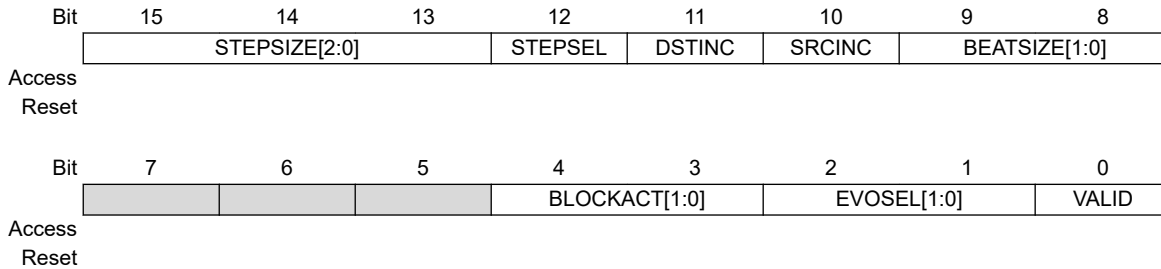 Bit 15 14 13 12 11 10 9 8
STEPSIZE[2:0] STEPSEL DSTINC SRCINC BEATSIZE[1:0]
Access
Reset
Bit 7 6 5 4 3 2 1 0
BLOCKACT[1:0] EVOSEL[1:0] VALID
Access
Reset